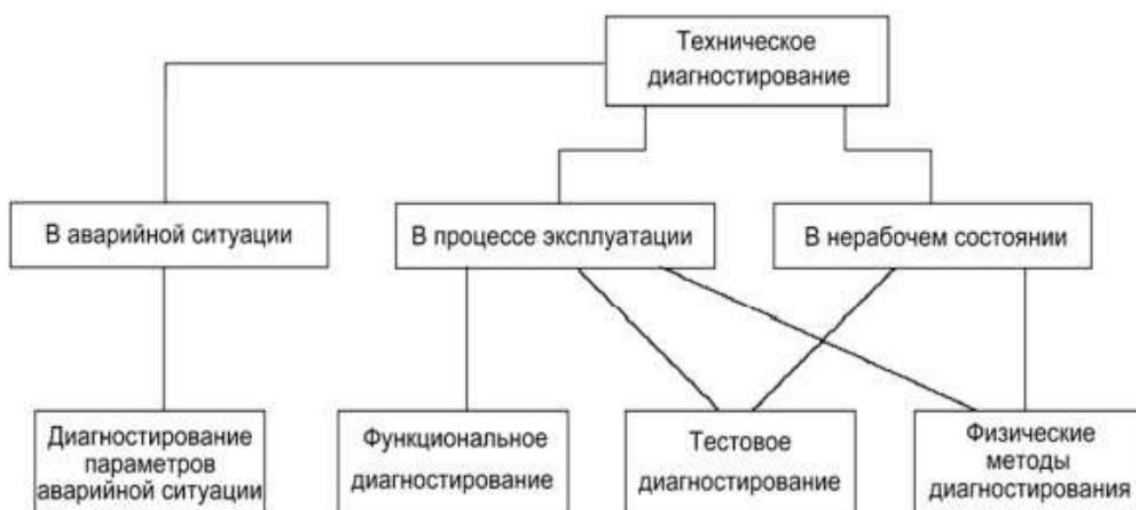 Техническое
диагностирование
В аварийной ситуации
В процессе эксплуатации
В нерабочем состоянии
Диагностирование
параметров
аварийной ситуации
Функциональное
диагностирование
Тестовое
диагностирование
Физические
методы
диагностирования